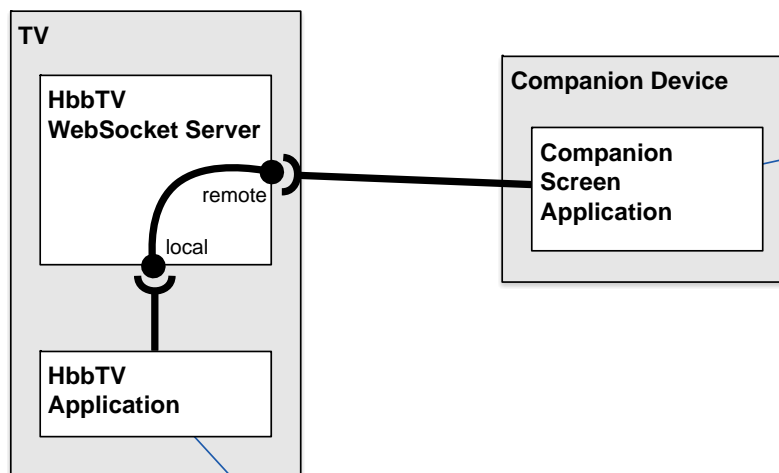 TV
HbbTV
WebSocket Server
remote
local
HbbTV
Application
Companion Device
Companion
Screen
Application